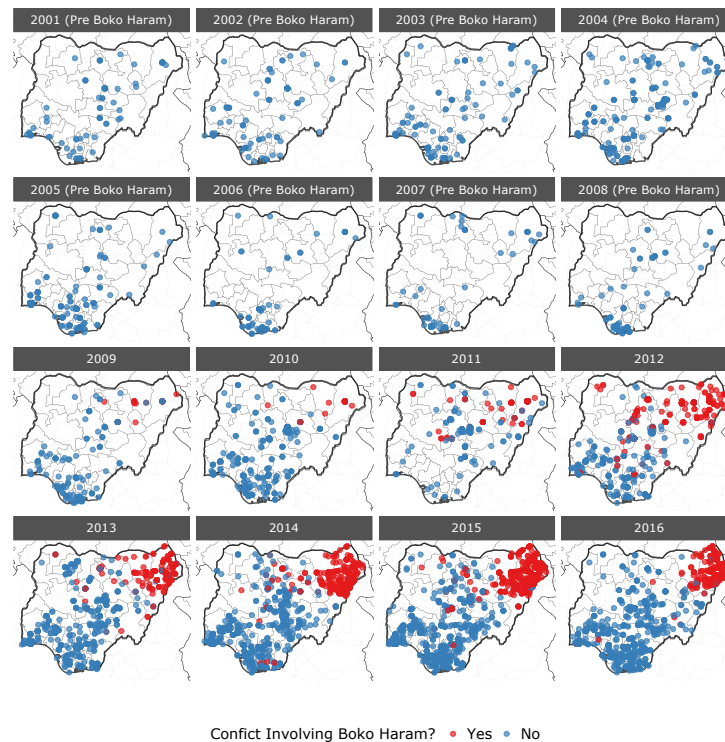 2001 (Pre Boko Haram)
2002 (Pre Boko Haram)
2003 (Pre Boko Haram)
2004 (Pre Boko Haram)
2005 (Pre Boko Haram)
2006 (Pre Boko Haram)
2007 (Pre Boko Haram)
2008 (Pre Boko Haram)
2009
2010
2011
2012
2013
2014
2015
2016
Confict Involving Boko Haram? Yes No